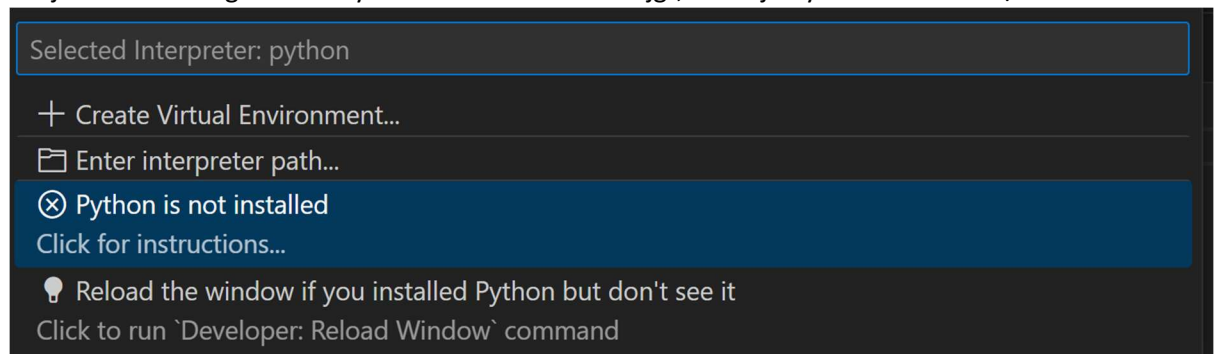 Selected Interpreter: python
Create Virtual Environment...
Enter interpreter path...
Python is not installed
Click for instructions...
Reload the window if you installed Python but don't see it
Click to run `Developer: Reload Window` command